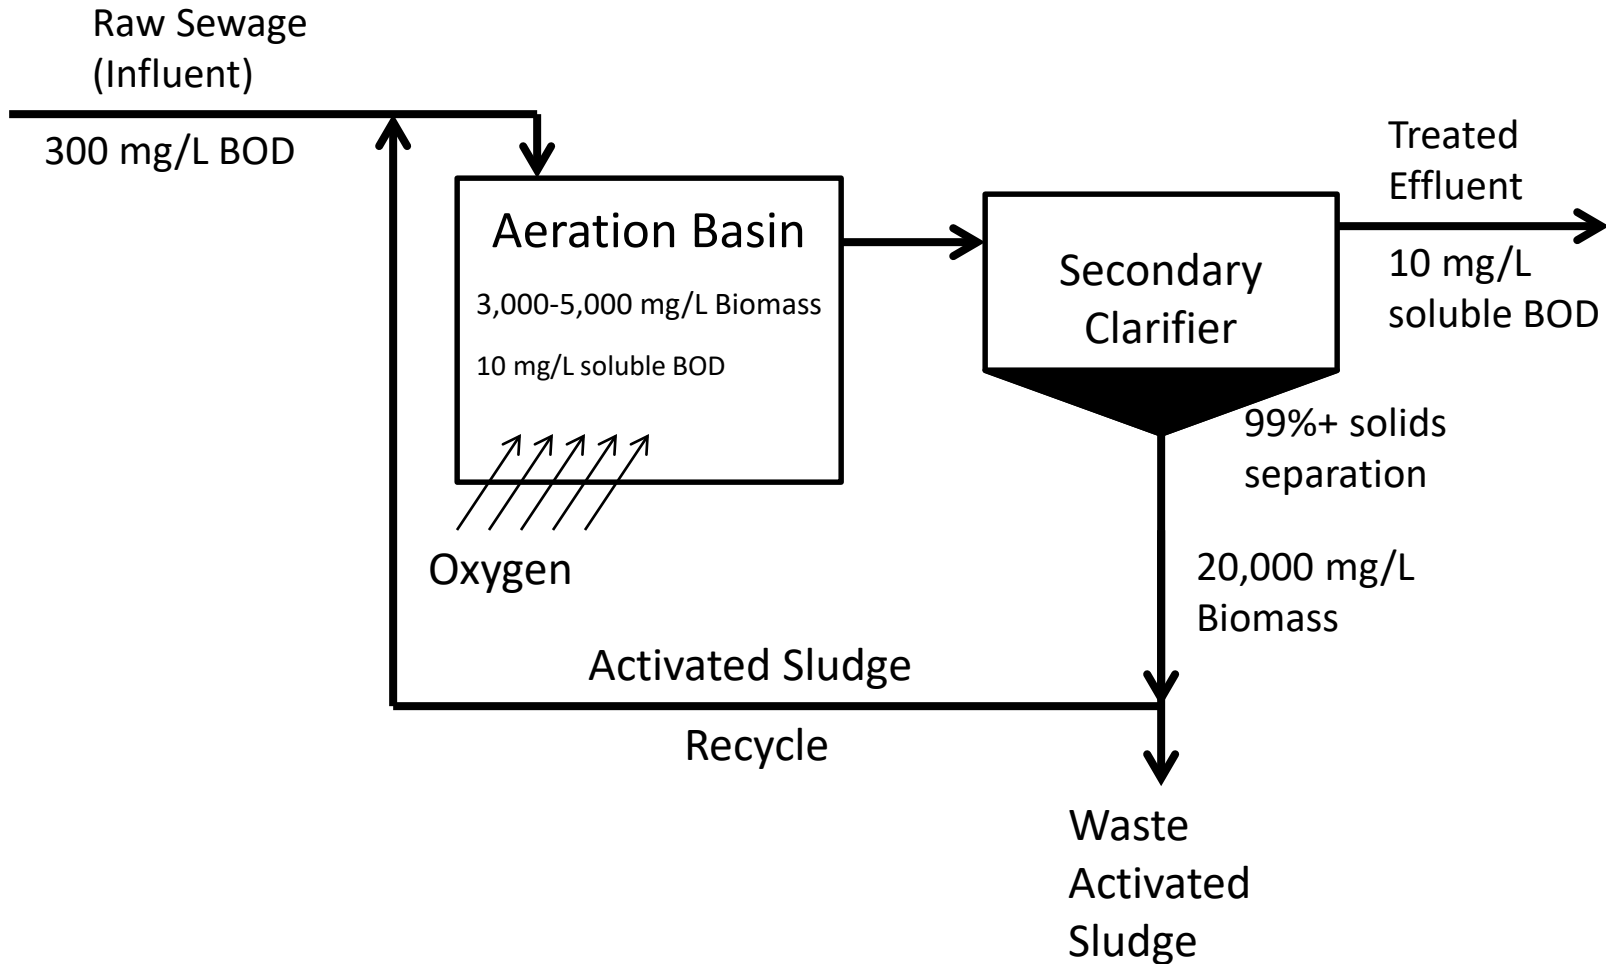 Raw Sewage
(Influent)
300 mg/L BOD
Aeration Basin
3,000-5,000 mg/L Biomass
10 mg/L soluble BOD
Oxygen
Secondary
Clarifier
Treated
Effluent
10 mg/L
soluble BOD
99%+ solids
separation
20,000 mg/L
Biomass
Activated Sludge
Recycle
Waste
Activated
Sludge